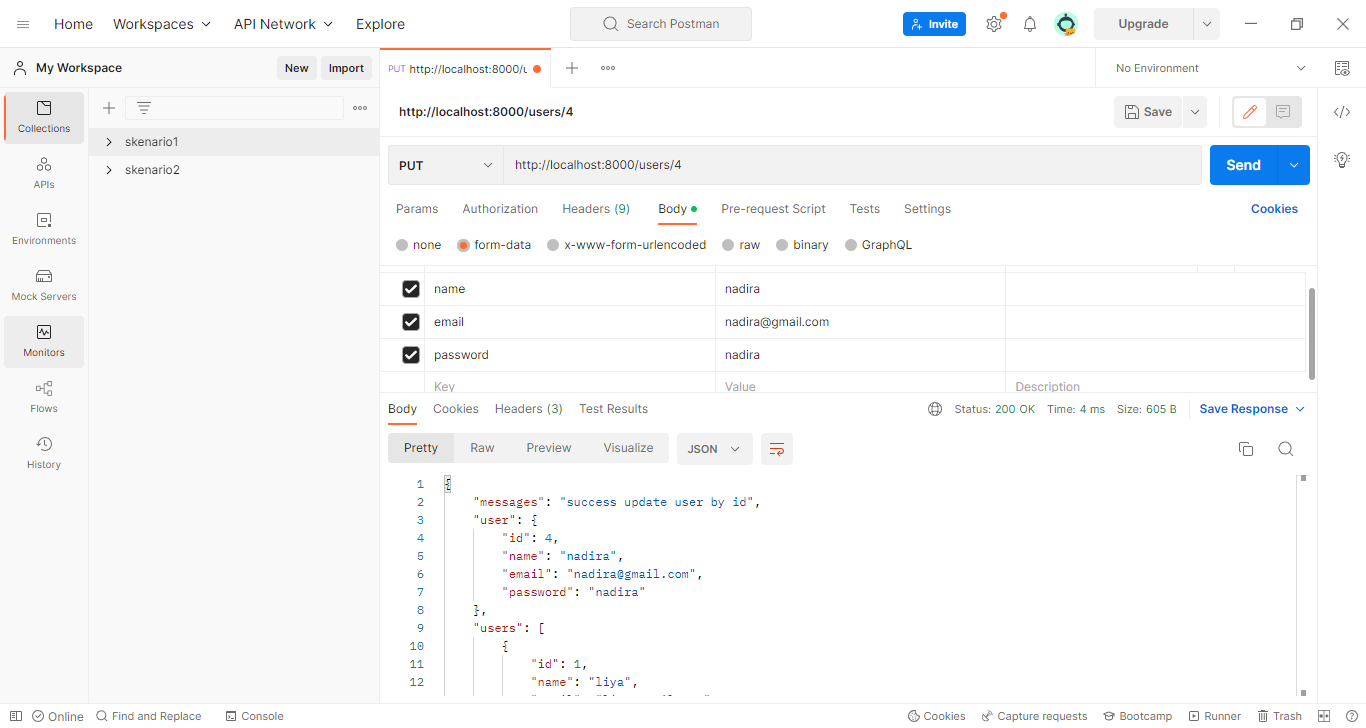 Home Workspaces API Network Explore Search Postman Invite Upgrade
My Workspace New Import PUT http://localhost:8000/u No Environment
Collections
APIs
Environments
Mock Servers
Monitors
Flows
History
skenario1
skenario2
http://localhost:8000/users/4 Save
PUT http://localhost:8000/users/4 Send
Params Authorization Headers (9) Body Pre-request Script Tests Settings Cookies
none form-data x-www-form-urlencoded raw binary GraphQL
name nadira
email nadira@gmail.com
password nadira
Key Value Description
Body Cookies Headers (3) Test Results Status: 200 OK Time: 4 ms Size: 605 B Save Response
Pretty Raw Preview Visualize JSON
1 {
2 "messages": "success update user by id",
3 "user": {
4 "id": 4,
5 "name": "nadira",
6 "email": "nadira@gmail.com",
7 "password": "nadira"
8 },
9 "users": [
10 {
11 "id": 1,
12 "name": "liya",
Online Find and Replace Console Cookies Capture requests Bootcamp Runner Trash